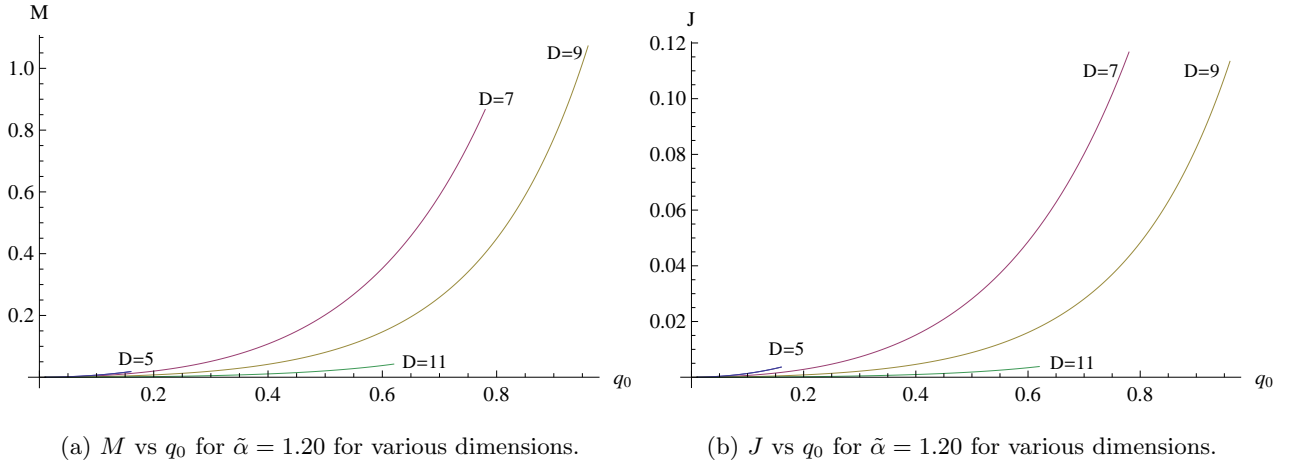 M
1.0
0.8
0.6
0.4
0.2
D=9
D=7
D=5
D=11
0.2 0.4 0.6 0.8 q₀
(a) M vs q₀ for α̃ = 1.20 for various dimensions.
J
0.12
0.10
0.08
0.06
0.04
0.02
D=7 D=9
D=5
D=11
0.2 0.4 0.6 0.8 q₀
(b) J vs q₀ for α̃ = 1.20 for various dimensions.